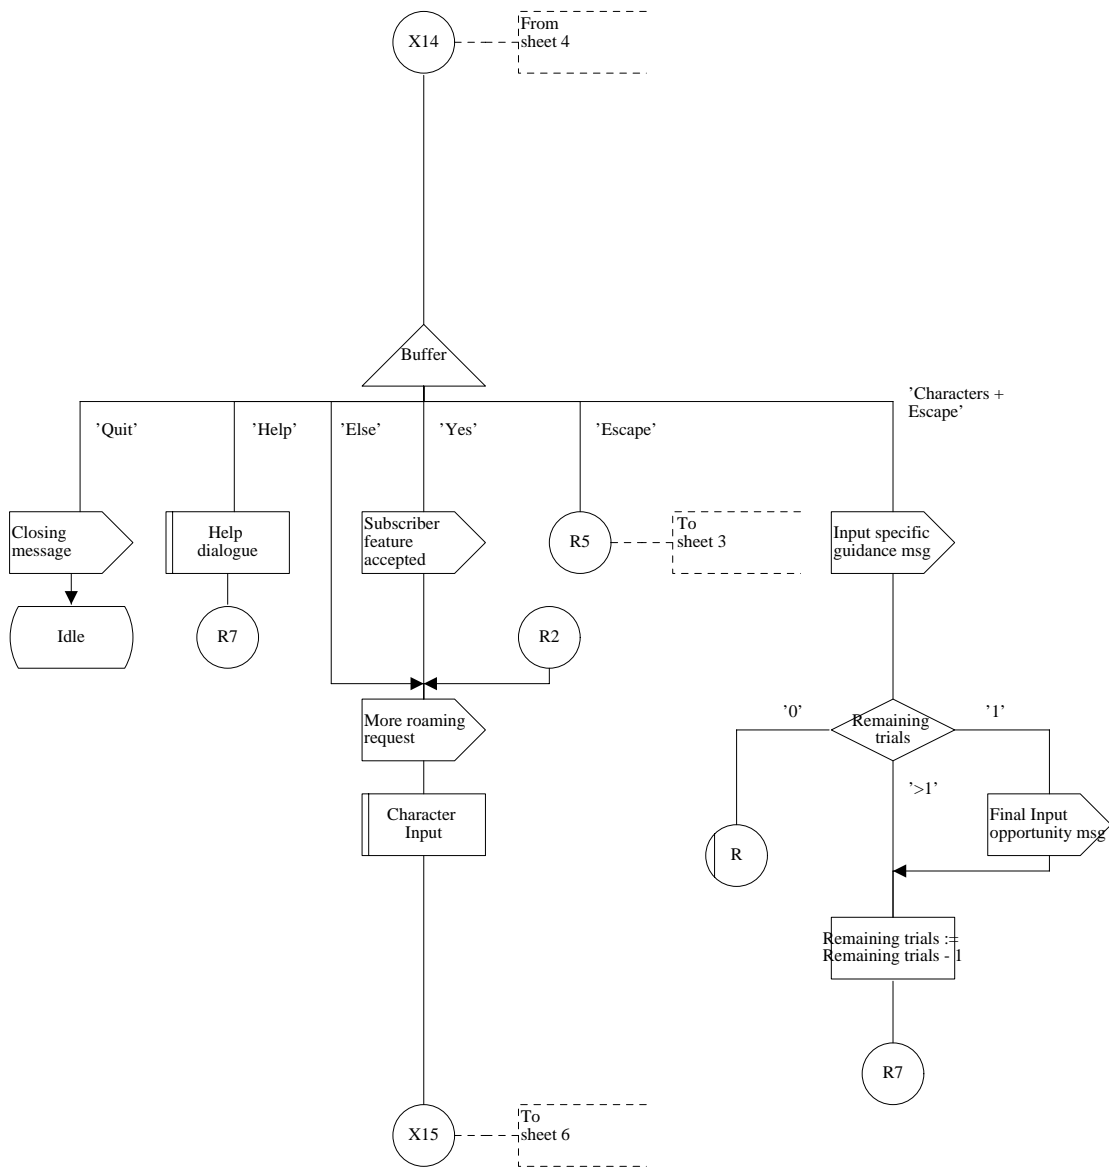 From
X14
sheet 4
Buffer
’Characters +
Escape’
’Quit’
’Help’
’Else’
’Yes’
’Escape’
Closing
message
Help
dialogue
Subscriber
feature
accepted
R5
To
sheet 3
Input specific
guidance msg
Idle
R7
R2
More roaming
request
’0’
Remaining
trials
’1’
’>1’
Character
Input
Final Input
opportunity msg
R
Remaining trials :=
Remaining trials - 1
R7
To
X15
sheet 6